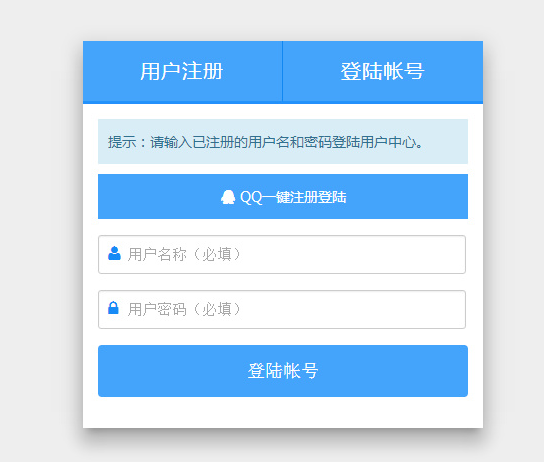 用户注册 登陆帐号
提示：请输入已注册的用户名和密码登陆用户中心。
QQ一键注册登陆
用户名称（必填）
用户密码（必填）
登陆帐号